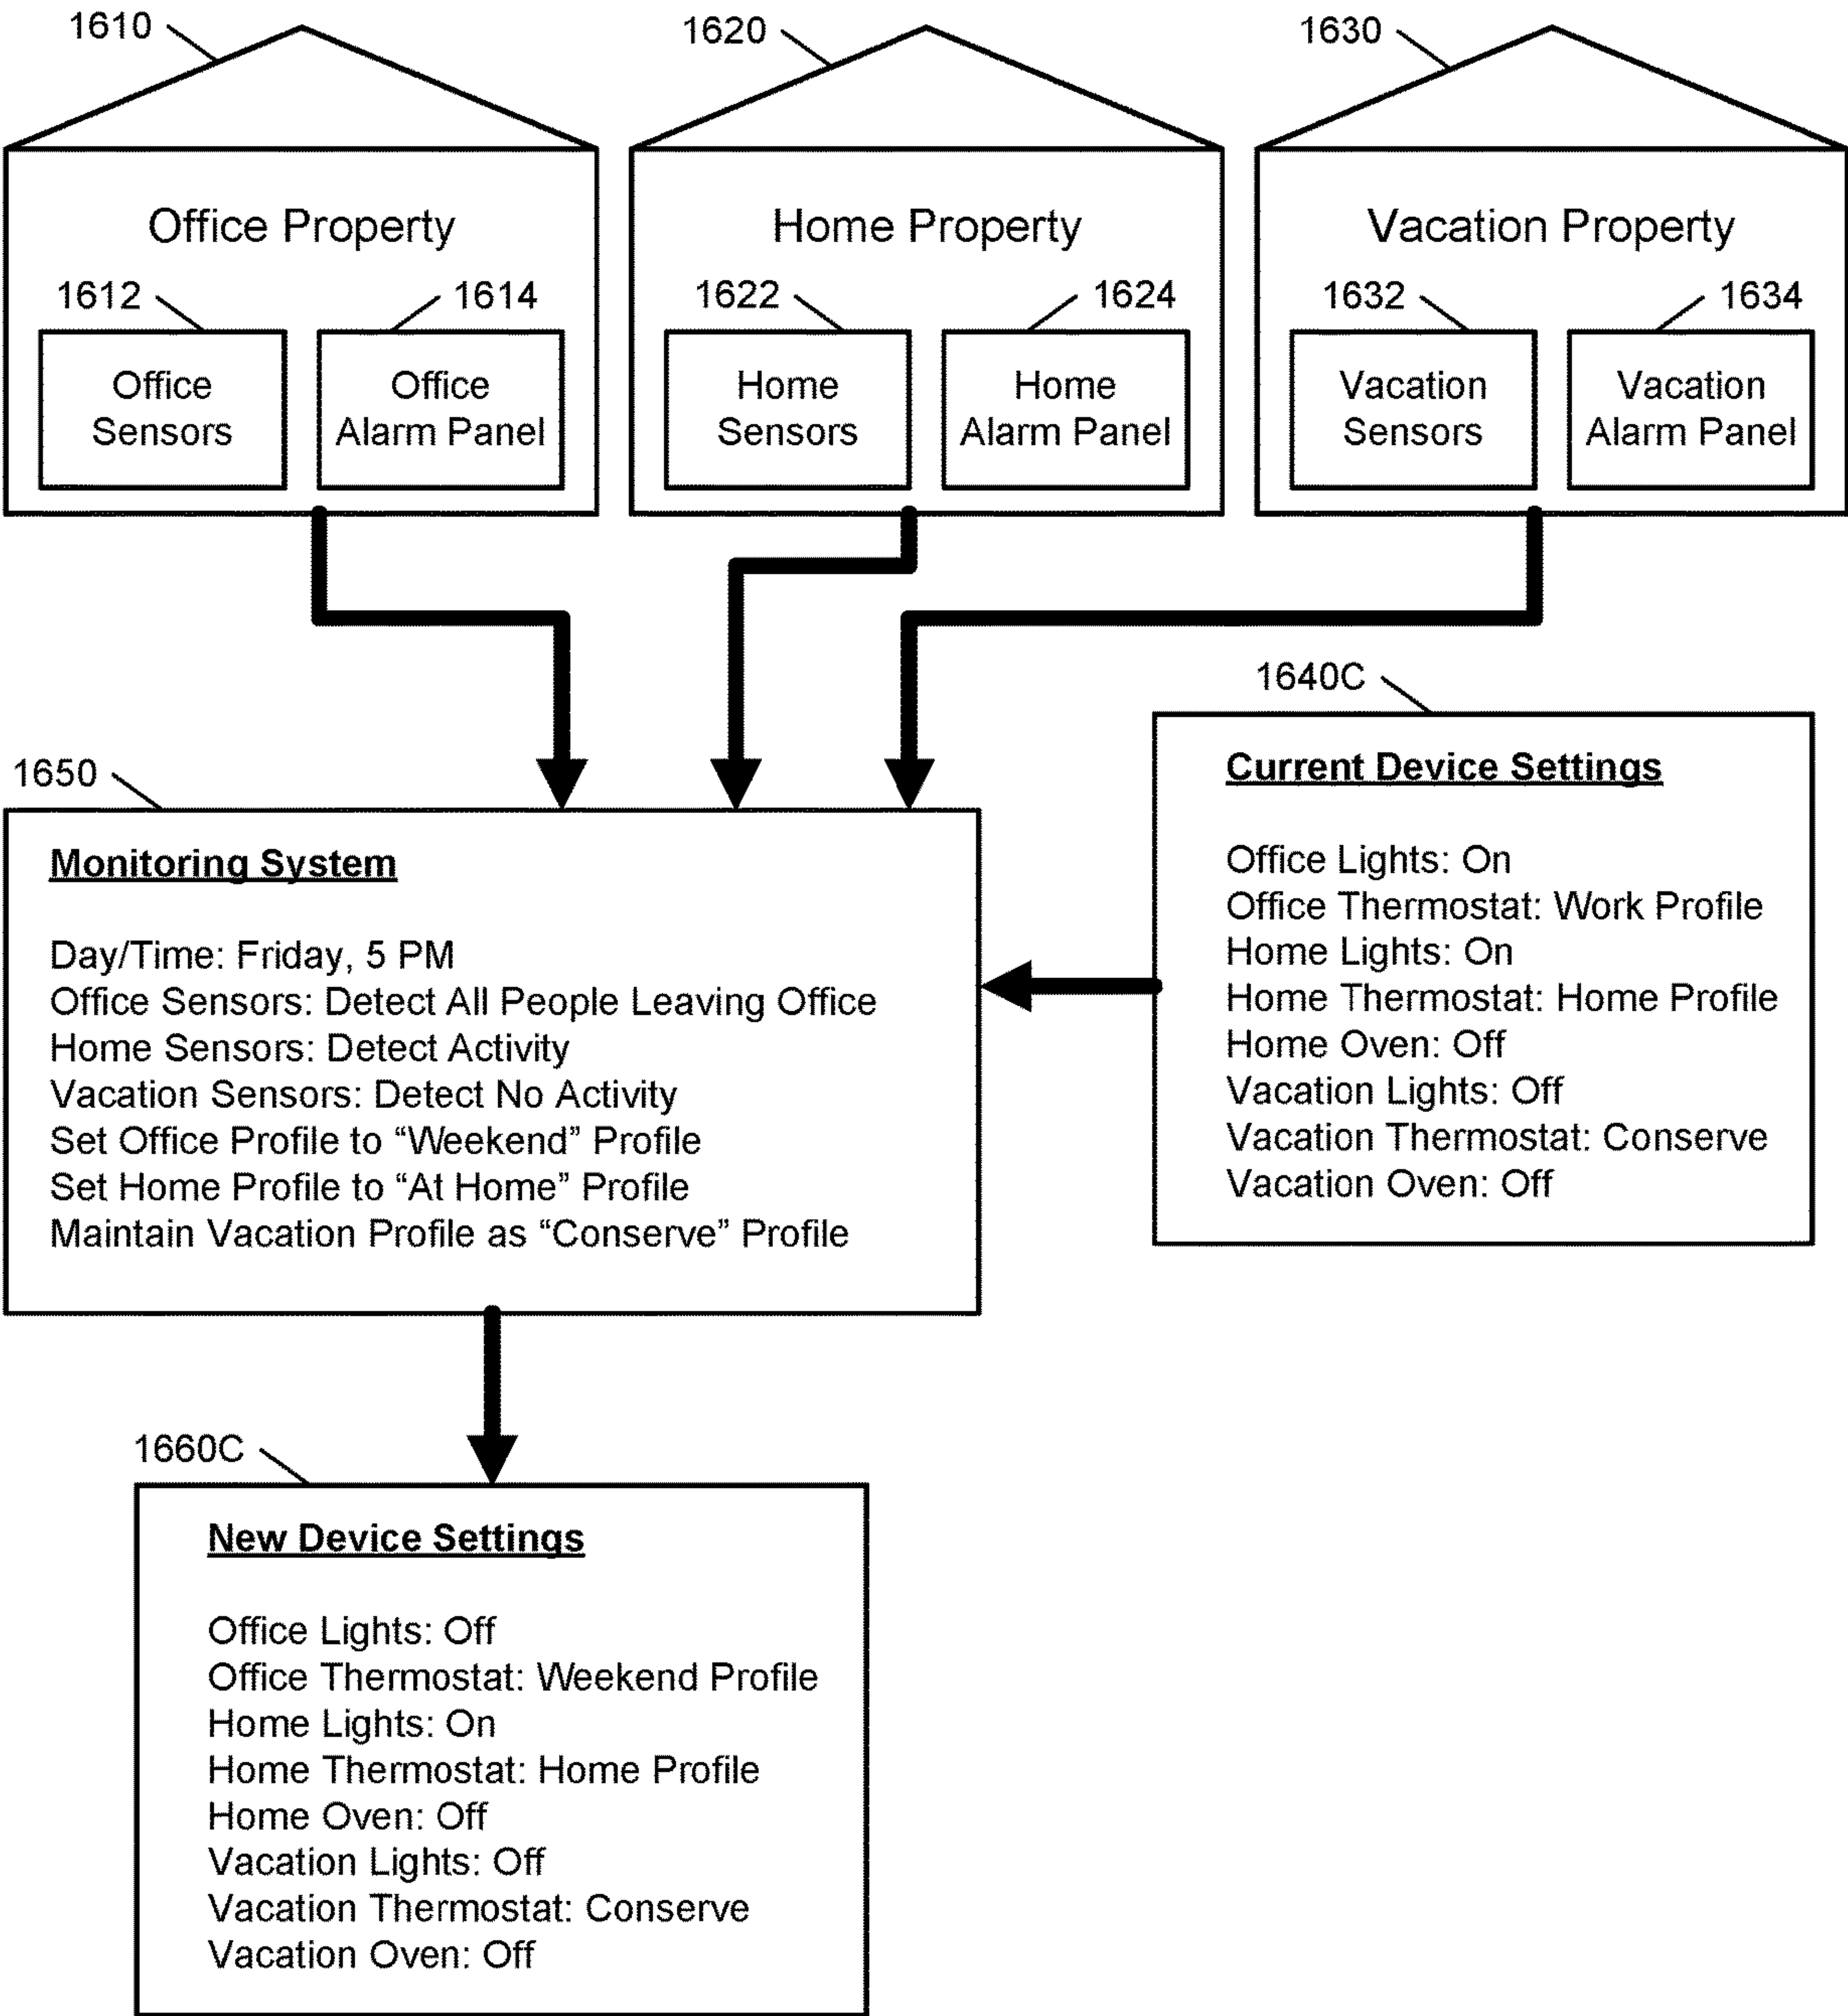 1610
1620
1630
Office Property
Home Property
Vacation Property
1612
1614
1622
1624
1632
1634
Office
Sensors
Office
Alarm Panel
Home
Sensors
Home
Alarm Panel
Vacation
Sensors
Vacation
Alarm Panel
1640C
Current Device Settings
Office Lights: On
Office Thermostat: Work Profile
Home Lights: On
Home Thermostat: Home Profile
Home Oven: Off
Vacation Lights: Off
Vacation Thermostat: Conserve
Vacation Oven: Off
1650
Monitoring System
Day/Time: Friday, 5 PM
Office Sensors: Detect All People Leaving Office
Home Sensors: Detect Activity
Vacation Sensors: Detect No Activity
Set Office Profile to “Weekend” Profile
Set Home Profile to “At Home” Profile
Maintain Vacation Profile as “Conserve” Profile
1660C
New Device Settings
Office Lights: Off
Office Thermostat: Weekend Profile
Home Lights: On
Home Thermostat: Home Profile
Home Oven: Off
Vacation Lights: Off
Vacation Thermostat: Conserve
Vacation Oven: Off